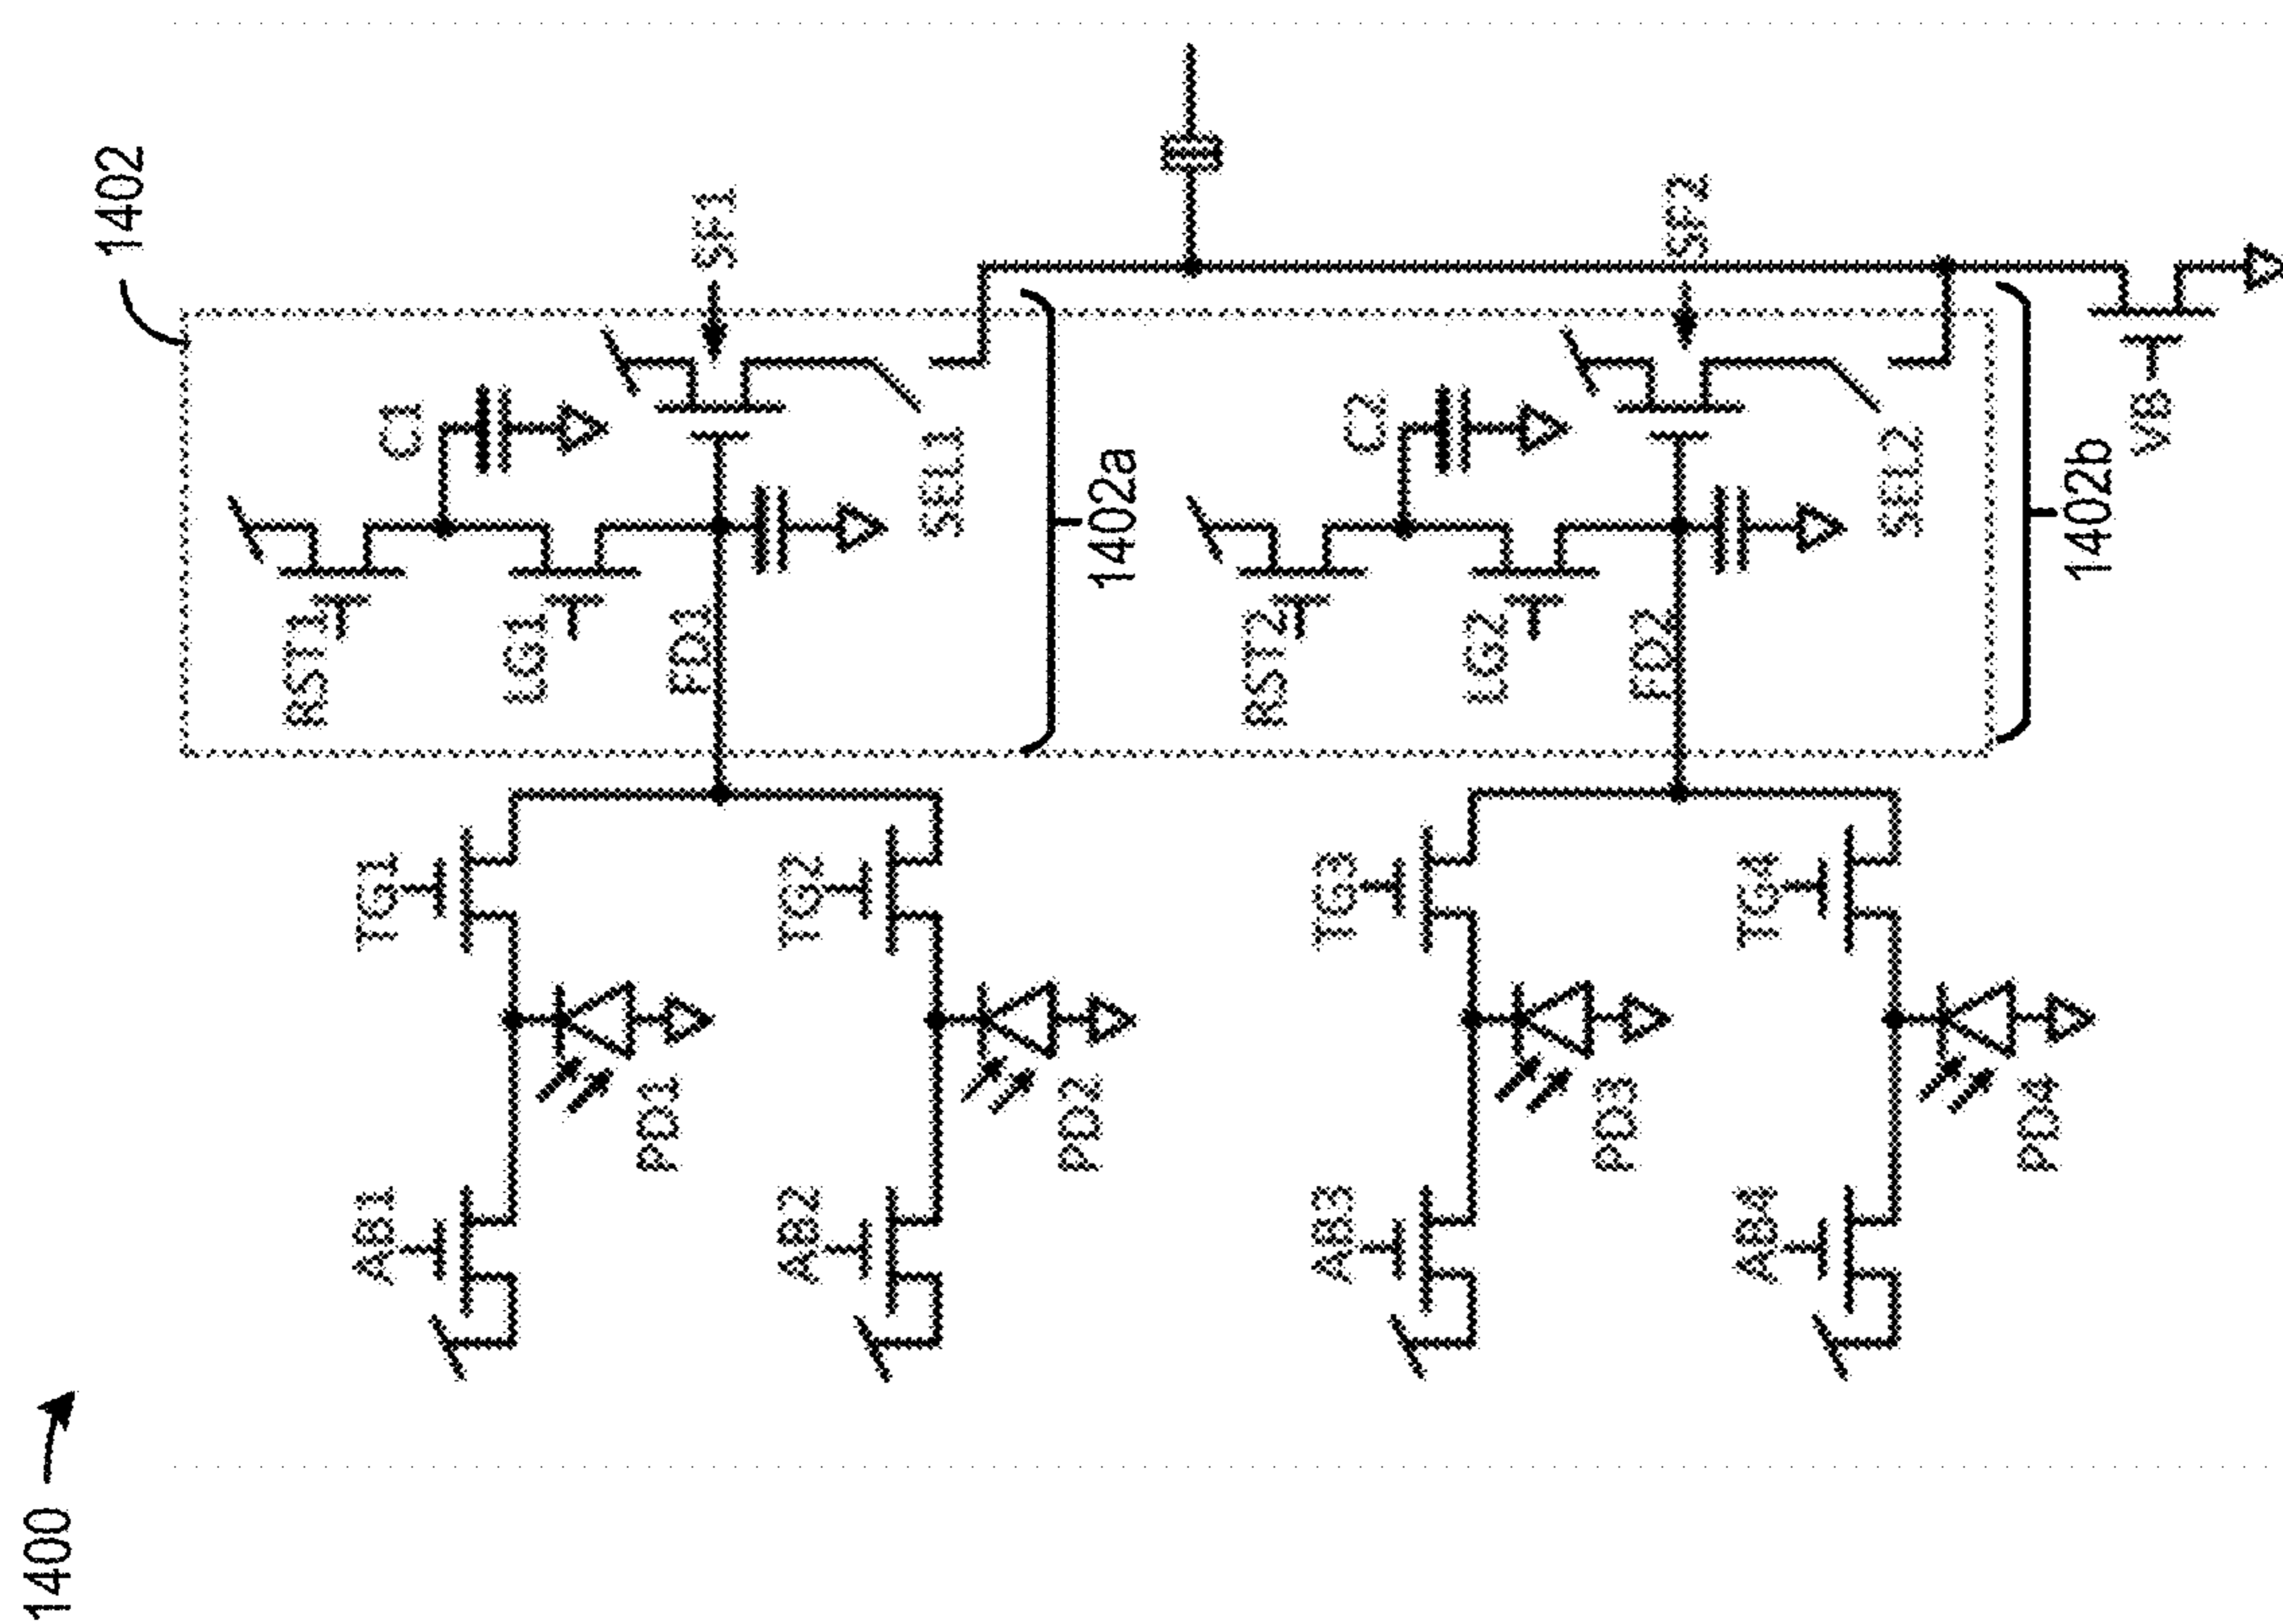 1400
1402
RST1
C1
LG1
SF1
FD1
SEL1
1402a
TG1
AB1
PD1
TG2
AB2
PD2
RST2
C2
LG2
SF2
FD2
SEL2
1402b
VB
TG3
AB3
PD3
TG4
AB4
PD4